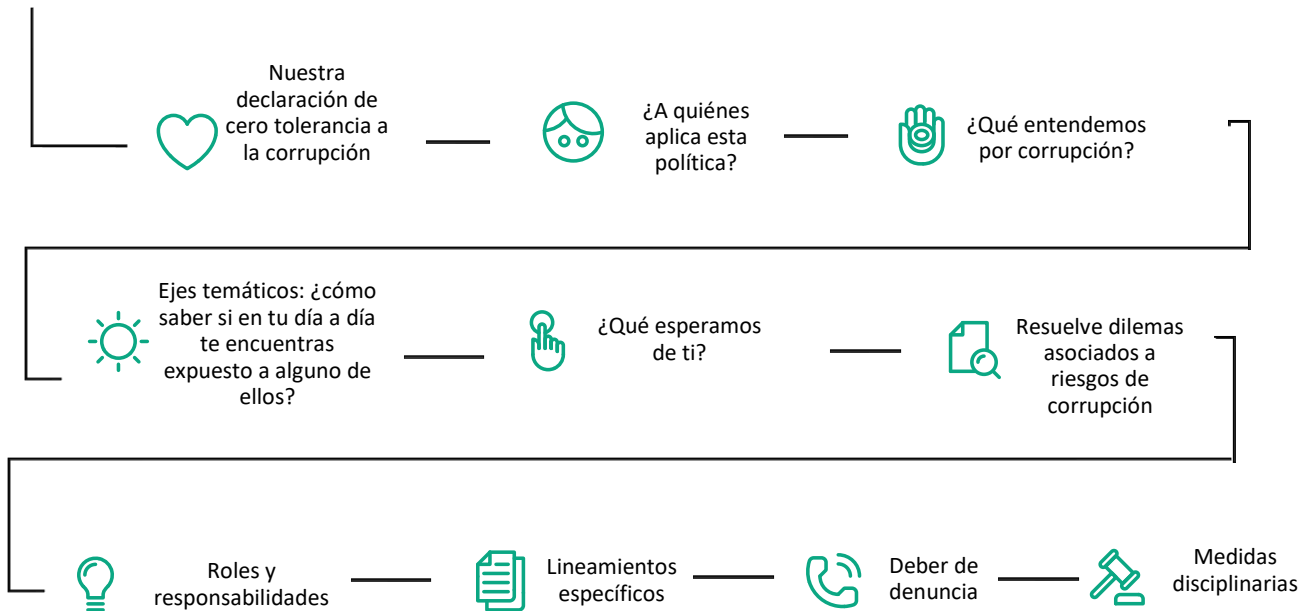 Nuestra
declaración de
cero tolerancia a
la corrupción
¿A quiénes
aplica esta
política?
¿Qué entendemos
por corrupción?
Ejes temáticos: ¿cómo
saber si en tu día a día
te encuentras
expuesto a alguno de
ellos?
¿Qué esperamos
de ti?
Resuelve dilemas
asociados a
riesgos de
corrupción
Roles y
responsabilidades
Lineamientos
específicos
Deber de
denuncia
Medidas
disciplinarias